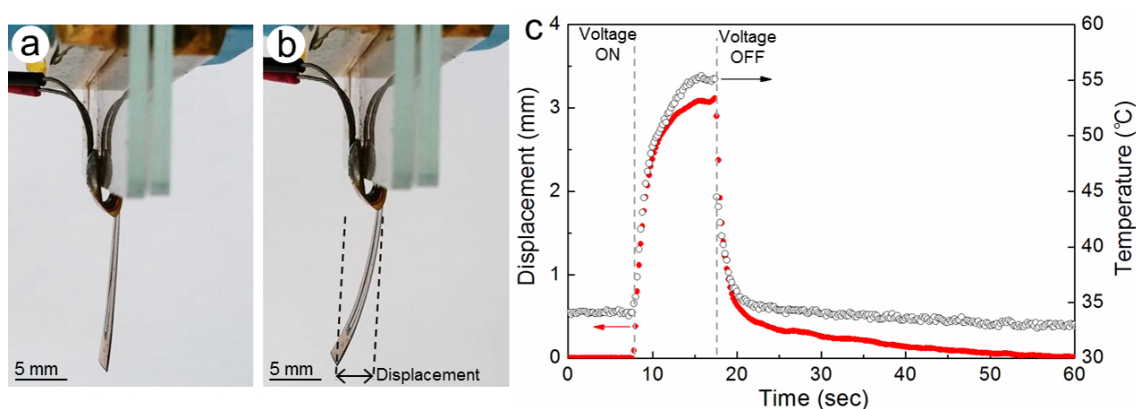 a
5 mm
b
5 mm
Displacement
c
Voltage
ON
Voltage
OFF
Displacement (mm)
4
3
2
1
0
Temperature (℃)
60
55
50
45
40
35
30
0 10 20 30 40 50 60
Time (sec)